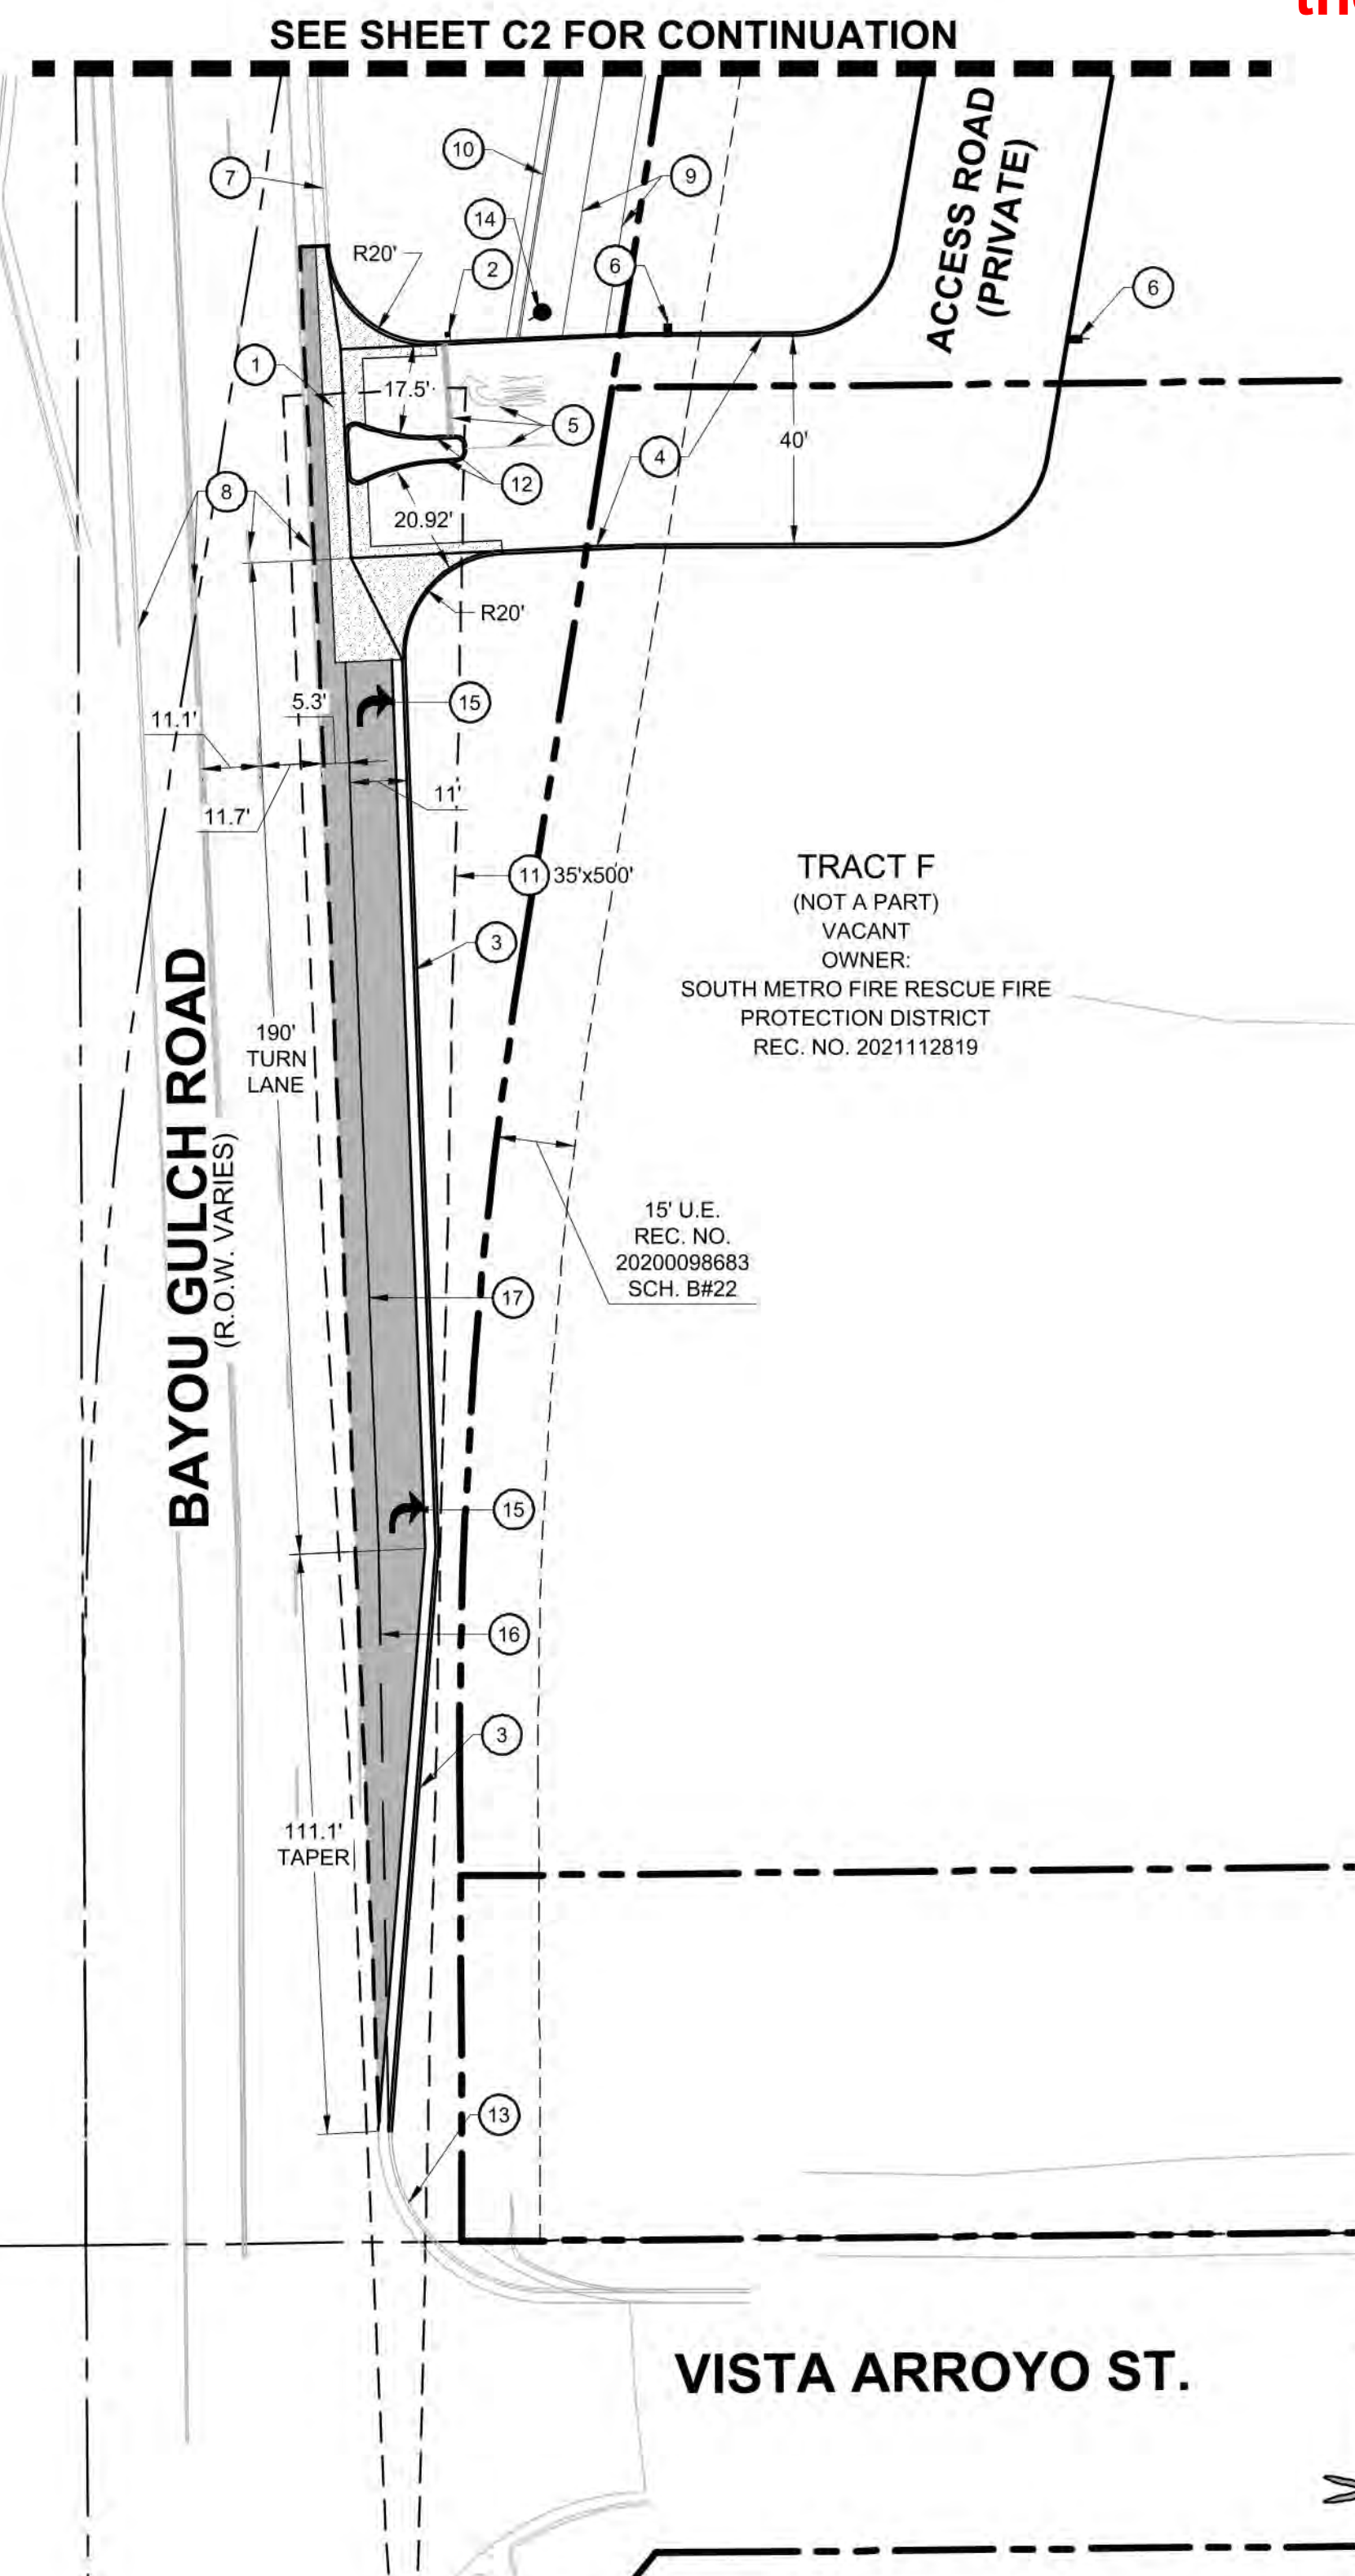 SEE SHEET C2 FOR CONTINUATION
10
7
9
14
R20'
2
6
ACCESS ROAD
(PRIVATE)
6
1
17.5'
5
40'
4
12
8
20.92'
R20'
5.3'
15
11.1'
11'
11.7'
11 35'x500'
TRACT F
(NOT A PART)
VACANT
OWNER:
SOUTH METRO FIRE RESCUE FIRE
PROTECTION DISTRICT
REC. NO. 2021112819
3
190'
TURN
LANE
BAYOU GULCH ROAD
(R.O.W. VARIES)
15' U.E.
REC. NO.
20200098683
SCH. B#22
17
15
16
3
111.1'
TAPER
13
VISTA ARROYO ST.